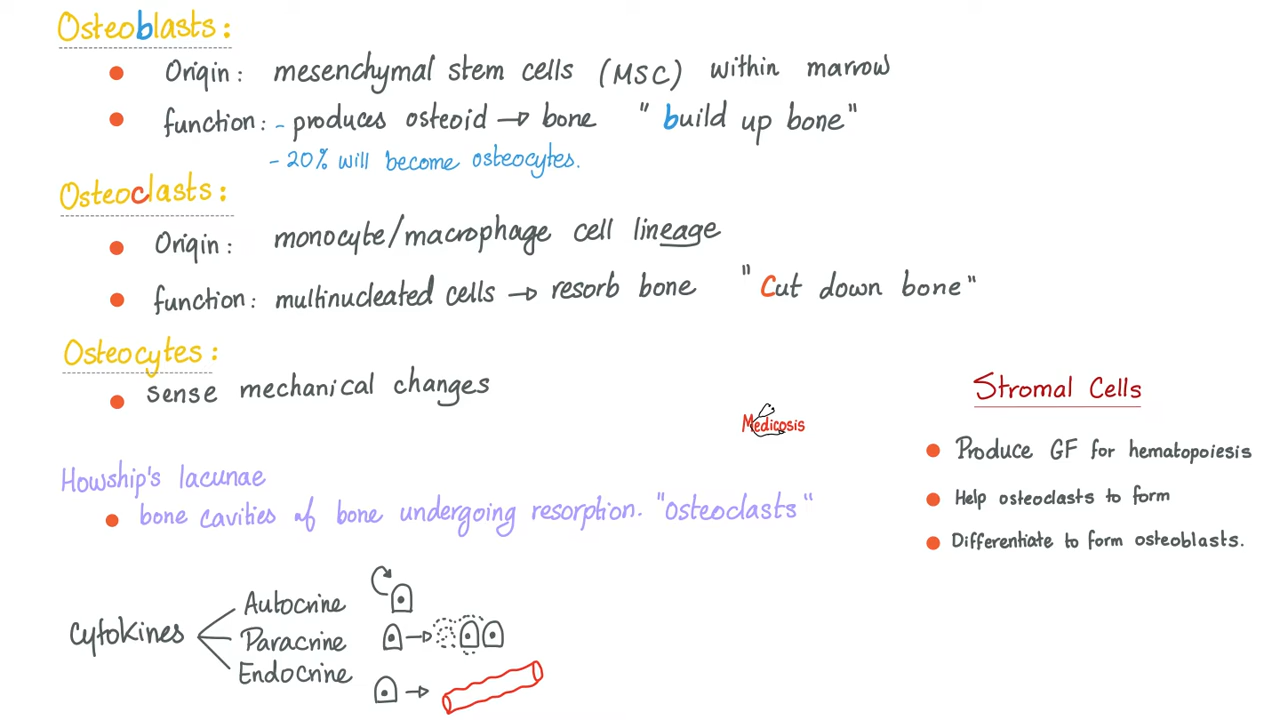 Osteoblasts:
Origin: mesenchymal stem cells (MSC) within marrow
function: - produces osteoid → bone "build up bone"
- 20% will become osteocytes.
Osteoclasts:
Origin: monocyte/macrophage cell lineage
function: multinucleated cells → resorb bone "Cut down bone"
Osteocytes:
sense mechanical changes
Medicosis
Howship's lacunae
bone cavities of bone undergoing resorption. "osteoclasts"
Stromal Cells
Produce GF for hematopoiesis
Help osteoclasts to form
Differentiate to form osteoblasts.
Cytokines
Autocrine
Paracrine
Endocrine